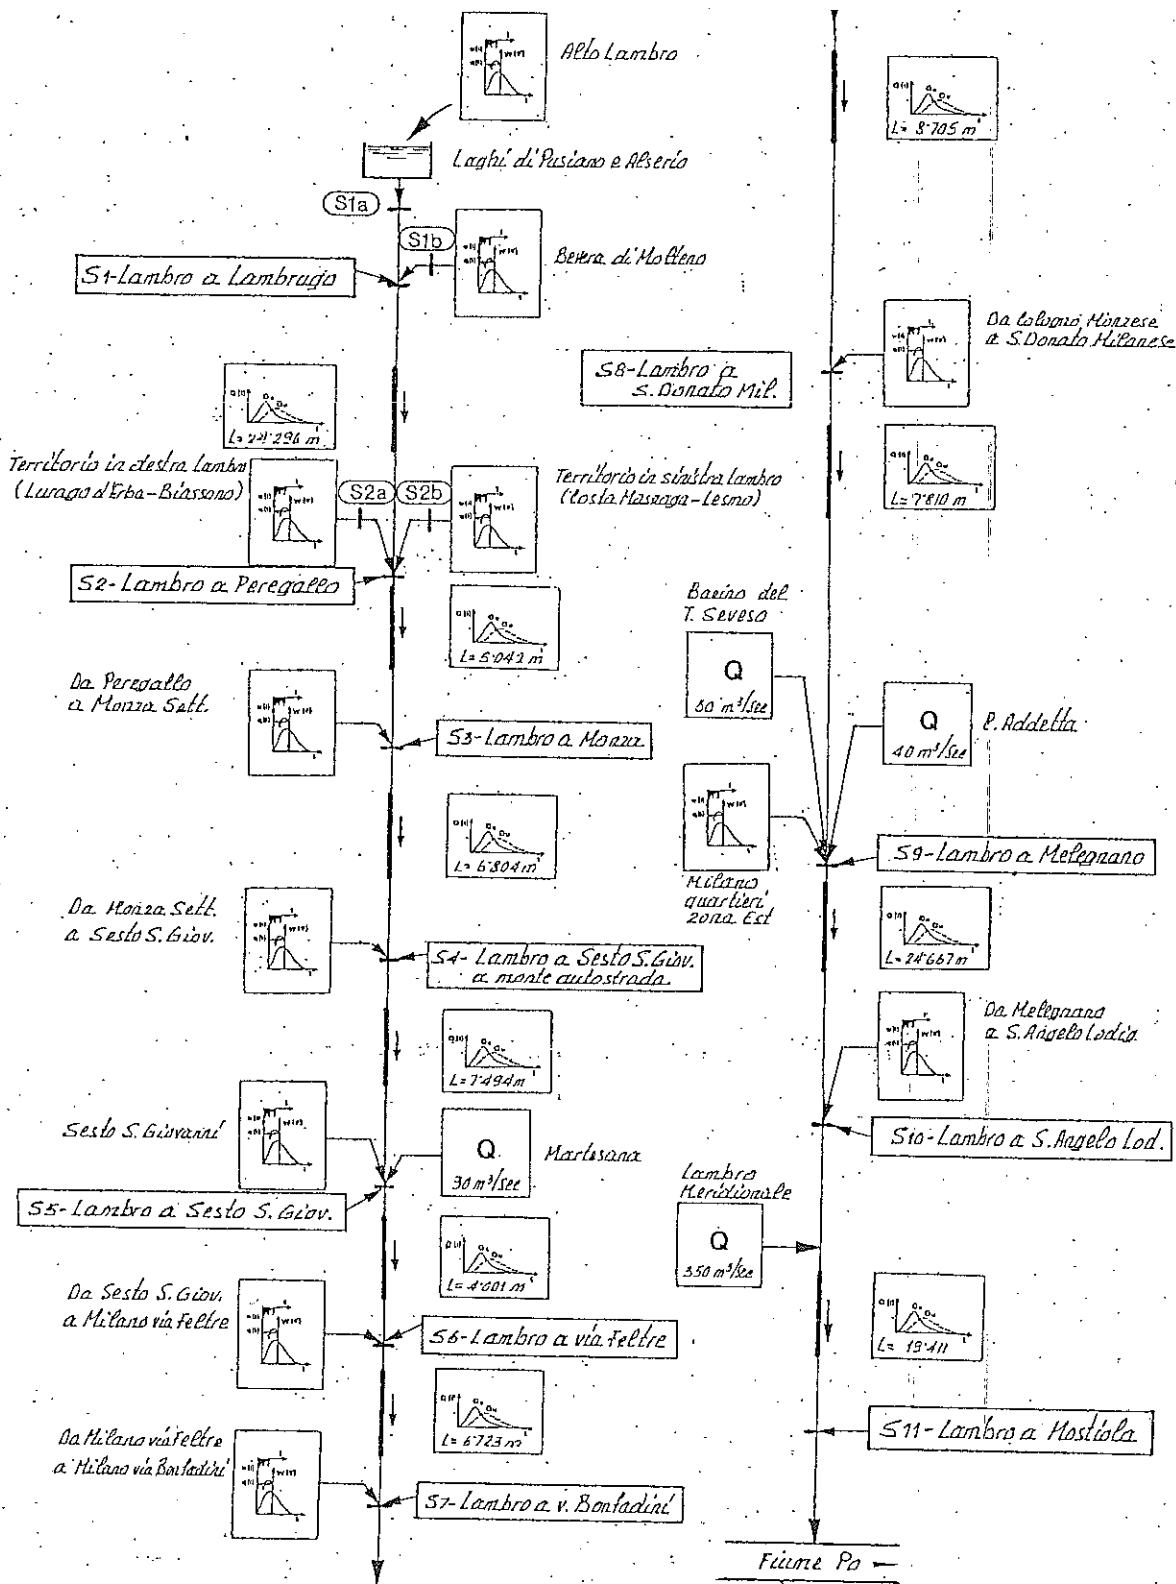 Alto Lambro
Laghi di Pusiano e Alserio
S1a
S1b
Bevera di Molteno
S1-Lambro a Lambrugo
L= 24'296 m
Territorio in destra Lambro
(Lurago d'Erba-Biassono)
S2a
S2b
Territorio in sinistra Lambro
(Costa Masnaga-Lesmo)
S2-Lambro a Peregallo
L= 5'042 m
Da Peregallo
a Monza Sett.
S3-Lambro a Monza
L= 6'804 m
Da Monza Sett.
a Sesto S.Giov.
S4-Lambro a Sesto S.Giov.
a monte autostrada
L= 7'494 m
Sesto S.Giovanni
Q
30 m³/sec
Martesana
S5-Lambro a Sesto S.Giov.
L= 4'001 m
Da Sesto S.Giov.
a Milano via Feltre
S6-Lambro a via Feltre
L= 6'723 m
Da Milano via Feltre
a Milano via Bonfadini
S7-Lambro a v. Bonfadini
L= 8'705 m
Da Cologno Monzese
a S.Donato Milanese
S8-Lambro a
S.Donato Mil.
L= 7'810 m
Bacino del
T. Seveso
Q
m³/sec
Q
40 m³/sec
Addetta
Milano
quartieri
zona Est
S9-Lambro a Melegnano
L= 24'667 m
Da Melegnano
a S.Angelo Lodig.
S10-Lambro a S.Angelo Lod.
Lambro
Meridionale
Q
350 m³/sec
L= 19'411
S11-Lambro a Mostiola
Fiume Po